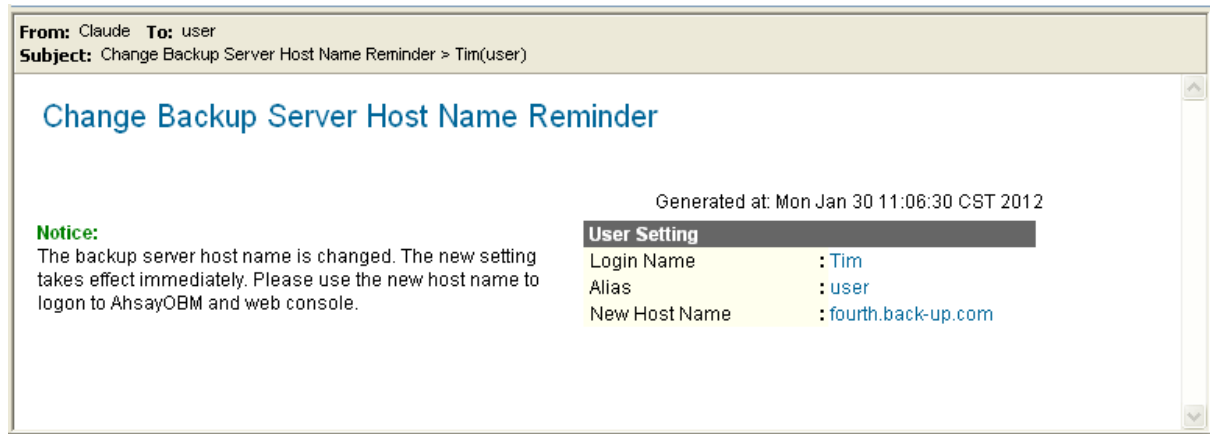 From: Claude To: user
Subject: Change Backup Server Host Name Reminder > Tim(user)
Change Backup Server Host Name Reminder
Generated at: Mon Jan 30 11:06:30 CST 2012
Notice:
The backup server host name is changed. The new setting
takes effect immediately. Please use the new host name to
logon to AhsayOBM and web console.
User Setting
Login Name : Tim
Alias : user
New Host Name : fourth.back-up.com